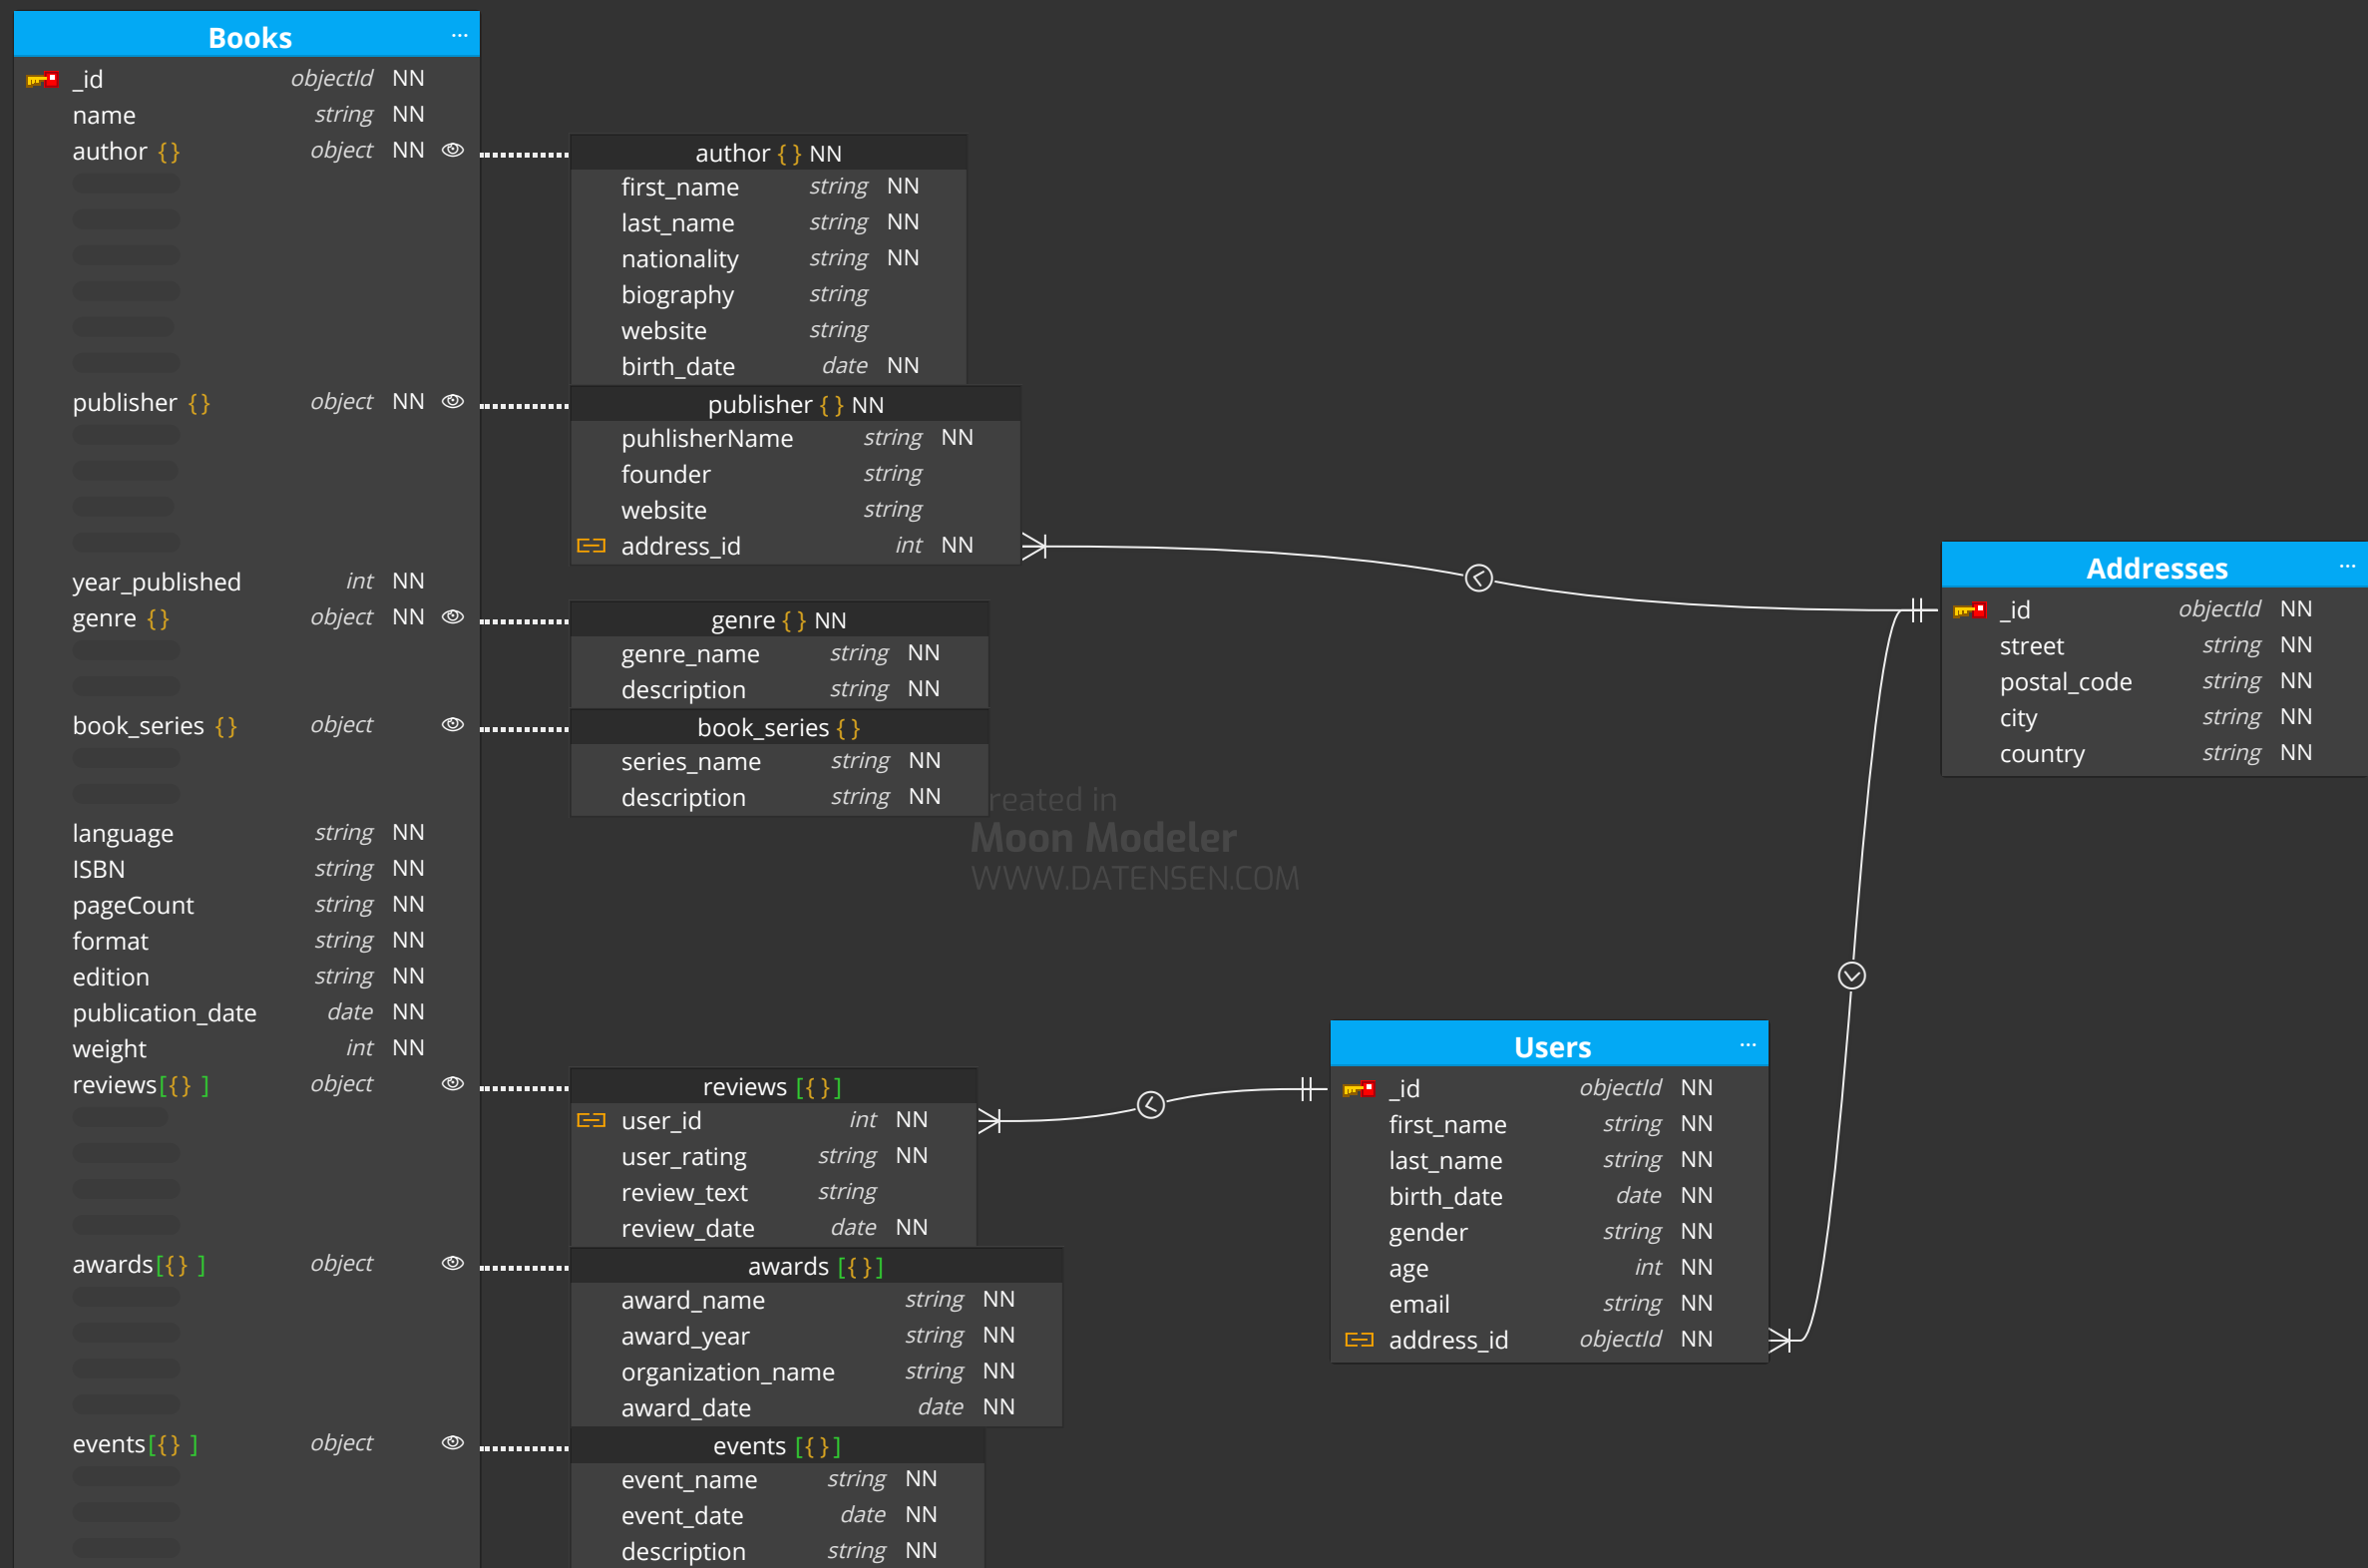 Books ...
_id objectId NN
name string NN
author {} object NN
publisher {} object NN
year_published int NN
genre {} object NN
book_series {} object
language string NN
ISBN string NN
pageCount string NN
format string NN
edition string NN
publication_date date NN
weight int NN
reviews[{} ] object
awards[{} ] object
events[{} ] object
author { } NN
first_name string NN
last_name string NN
nationality string NN
biography string
website string
birth_date date NN
publisher { } NN
puhlisherName string NN
founder string
website string
address_id int NN
genre { } NN
genre_name string NN
description string NN
book_series { }
series_name string NN
description string NN
reated in
Moon Modeler
WWW.DATENSEN.COM
reviews [{ }]
user_id int NN
user_rating string NN
review_text string
review_date date NN
awards [{ }]
award_name string NN
award_year string NN
organization_name string NN
award_date date NN
events [{ }]
event_name string NN
event_date date NN
description string NN
Users ...
_id objectId NN
first_name string NN
last_name string NN
birth_date date NN
gender string NN
age int NN
email string NN
address_id objectId NN
Addresses ...
_id objectId NN
street string NN
postal_code string NN
city string NN
country string NN